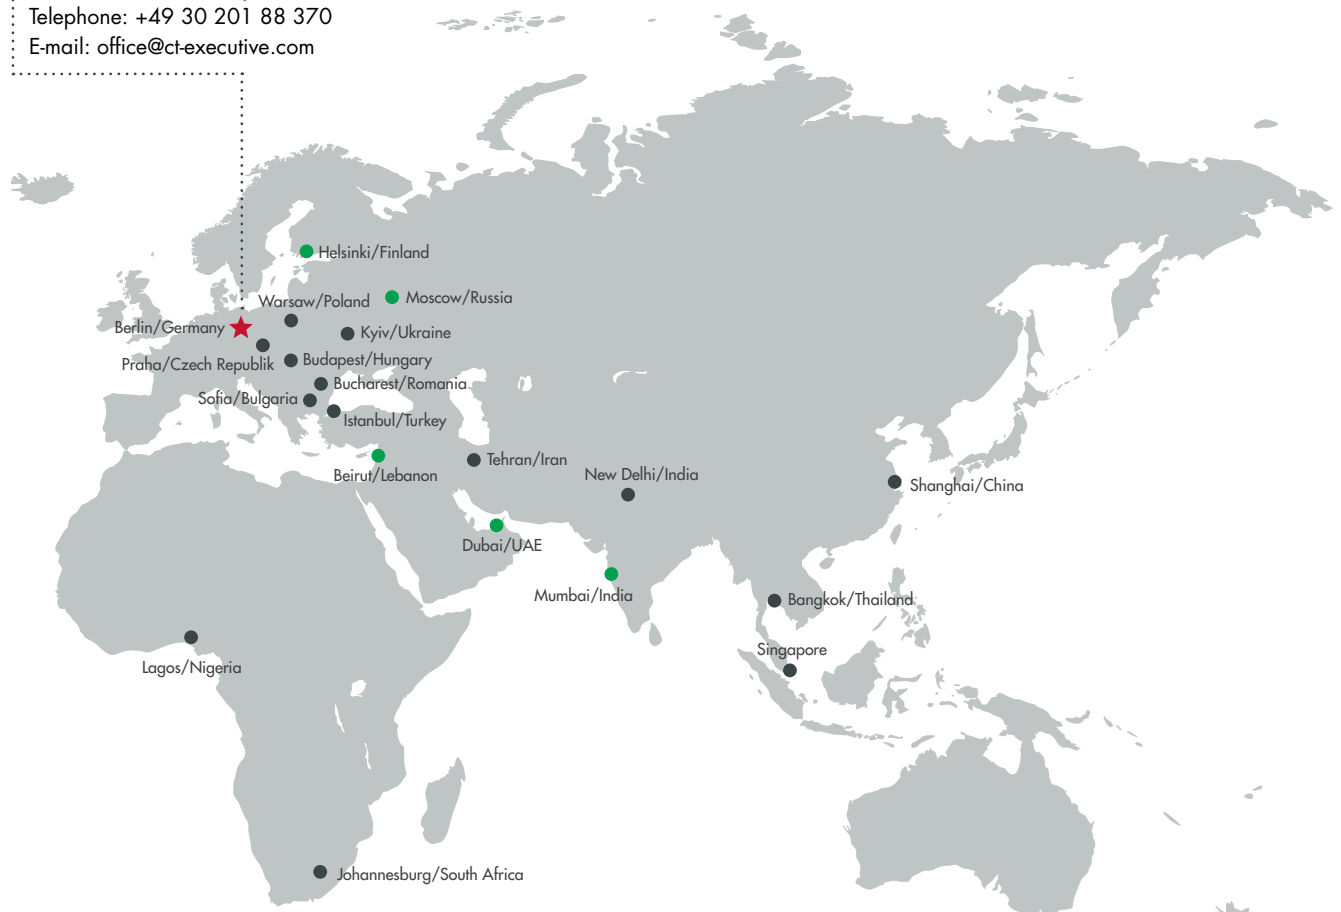 Telephone: +49 30 201 88 370
E-mail: office@ct-executive.com
Helsinki/Finland
Moscow/Russia
Warsaw/Poland
Berlin/Germany
Kyiv/Ukraine
Praha/Czech Republik
Budapest/Hungary
Bucharest/Romania
Sofia/Bulgaria
Istanbul/Turkey
Tehran/Iran
Beirut/Lebanon
New Delhi/India
Shanghai/China
Dubai/UAE
Mumbai/India
Bangkok/Thailand
Singapore
Lagos/Nigeria
Johannesburg/South Africa